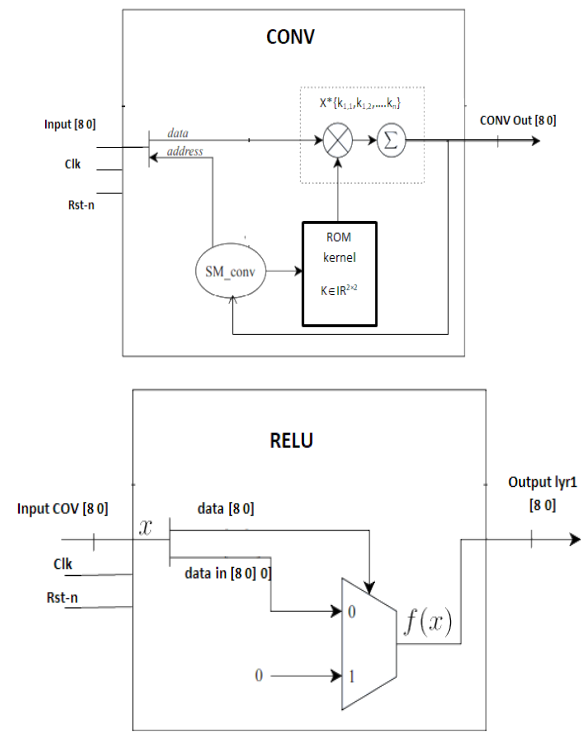 CONV
X*{k1,1,k1,2,....kn}
Input [8 0]
data
CONV Out [8 0]
address
Clk
Σ
Rst-n
ROM
kernel
SM_conv
K∈IR²ˣ²
RELU
Input COV [8 0]
x
data [8 0]
Output lyr1
[8 0]
Clk
data in [8 0] 0]
Rst-n
0
f(x)
0
1